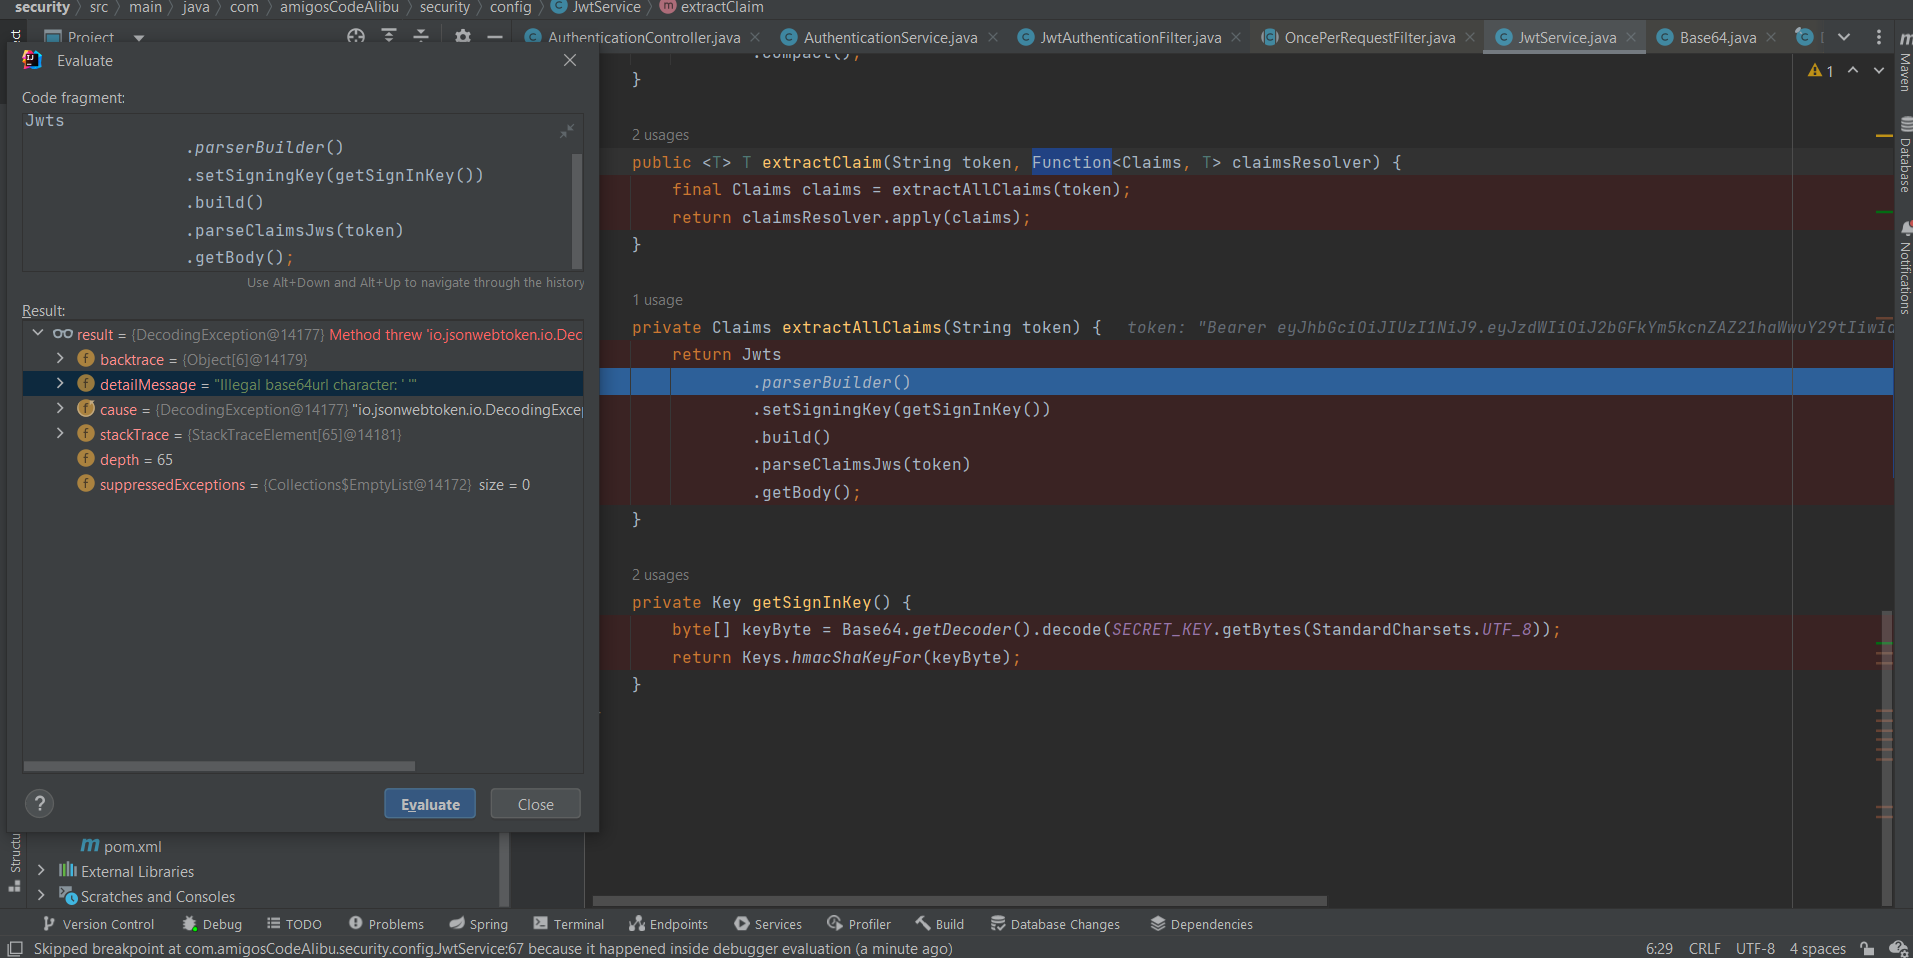 security > src > main > java > com > amigosCodeAlibu > security > config > JwtService > extractClaim
Project
AuthenticationController.java
AuthenticationService.java
JwtAuthenticationFilter.java
OncePerRequestFilter.java
JwtService.java
Base64.java
Evaluate
Code fragment:
Jwts
.parserBuilder()
.setSigningKey(getSignInKey())
.build()
.parseClaimsJws(token)
.getBody();
Use Alt+Down and Alt+Up to navigate through the history
Result:
result = {DecodingException@14177} Method threw 'io.jsonwebtoken.io.Dec
backtrace = {Object[6]@14179}
detailMessage = "Illegal base64url character: ' '"
cause = {DecodingException@14177} "io.jsonwebtoken.io.DecodingExce
stackTrace = {StackTraceElement[65]@14181}
depth = 65
suppressedExceptions = {Collections$EmptyList@14172} size = 0
?
Evaluate
Close
.compact();
}
2 usages
public <T> T extractClaim(String token, Function<Claims, T> claimsResolver) {
final Claims claims = extractAllClaims(token);
return claimsResolver.apply(claims);
}
1 usage
private Claims extractAllClaims(String token) { token: "Bearer eyJhbGciOiJIUzI1NiJ9.eyJzdWIiOiJ2bGFkYm5kcnZAZ21haWwuY29tIiwia
return Jwts
.parserBuilder()
.setSigningKey(getSignInKey())
.build()
.parseClaimsJws(token)
.getBody();
}
2 usages
private Key getSignInKey() {
byte[] keyByte = Base64.getDecoder().decode(SECRET_KEY.getBytes(StandardCharsets.UTF_8));
return Keys.hmacShaKeyFor(keyByte);
}
1
Maven
Database
Notifications
Structu
pom.xml
External Libraries
Scratches and Consoles
Version Control
Debug
TODO
Problems
Spring
Terminal
Endpoints
Services
Profiler
Build
Database Changes
Dependencies
Skipped breakpoint at com.amigosCodeAlibu.security.config.JwtService:67 because it happened inside debugger evaluation (a minute ago)
6:29 CRLF UTF-8 4 spaces